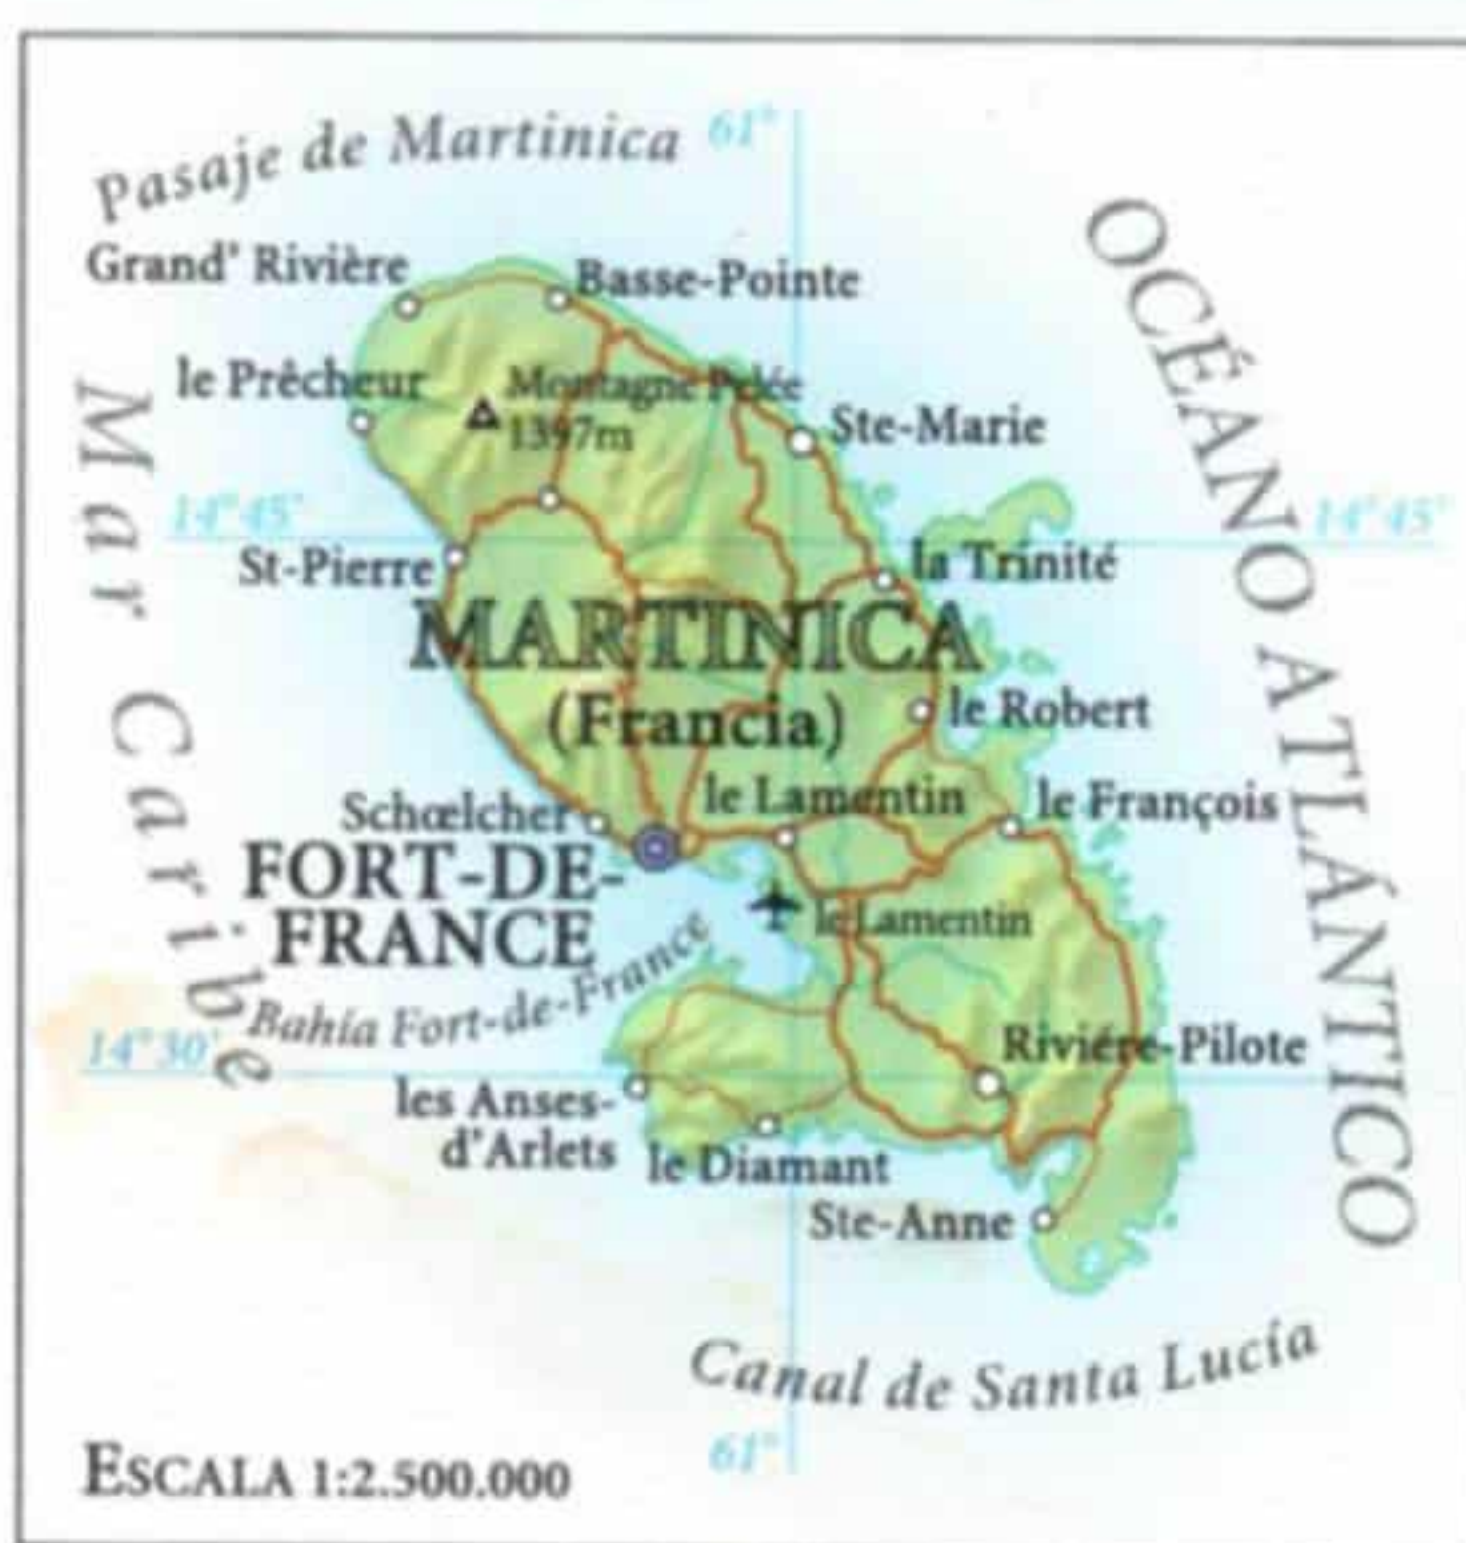 Pasaje de Martinica
61°
Grand' Rivière
Basse-Pointe
OCÉANO ATLÁNTICO
Mar Caribe
le Prêcheur
Montagne Pelée
1397m
Ste-Marie
14°45'
14°45'
St-Pierre
la Trinité
MARTINICA
(Francia)
le Robert
Schœlcher
le Lamentin
le François
FORT-DE-
FRANCE
le Lamentin
Bahía Fort-de-France
14°30'
Riviére-Pilote
les Anses-
d'Arlets
le Diamant
Ste-Anne
Canal de Santa Lucía
61°
ESCALA 1:2.500.000